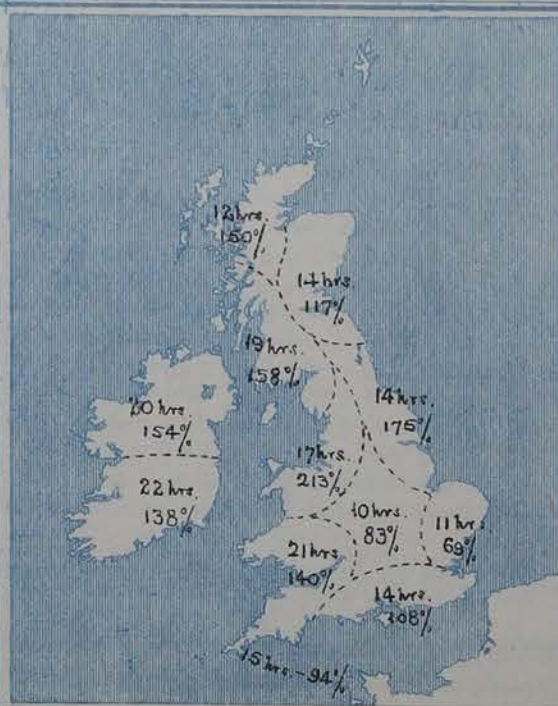 12 hrs.
150%
14 hrs.
117%
19 hrs.
158%
20 hrs.
154%
14 hrs.
175%
17 hrs.
213%
22 hrs.
138%
10 hrs.
83%
11 hrs.
69%
21 hrs
140%
14 hrs.
108%
15 hrs. - 94%